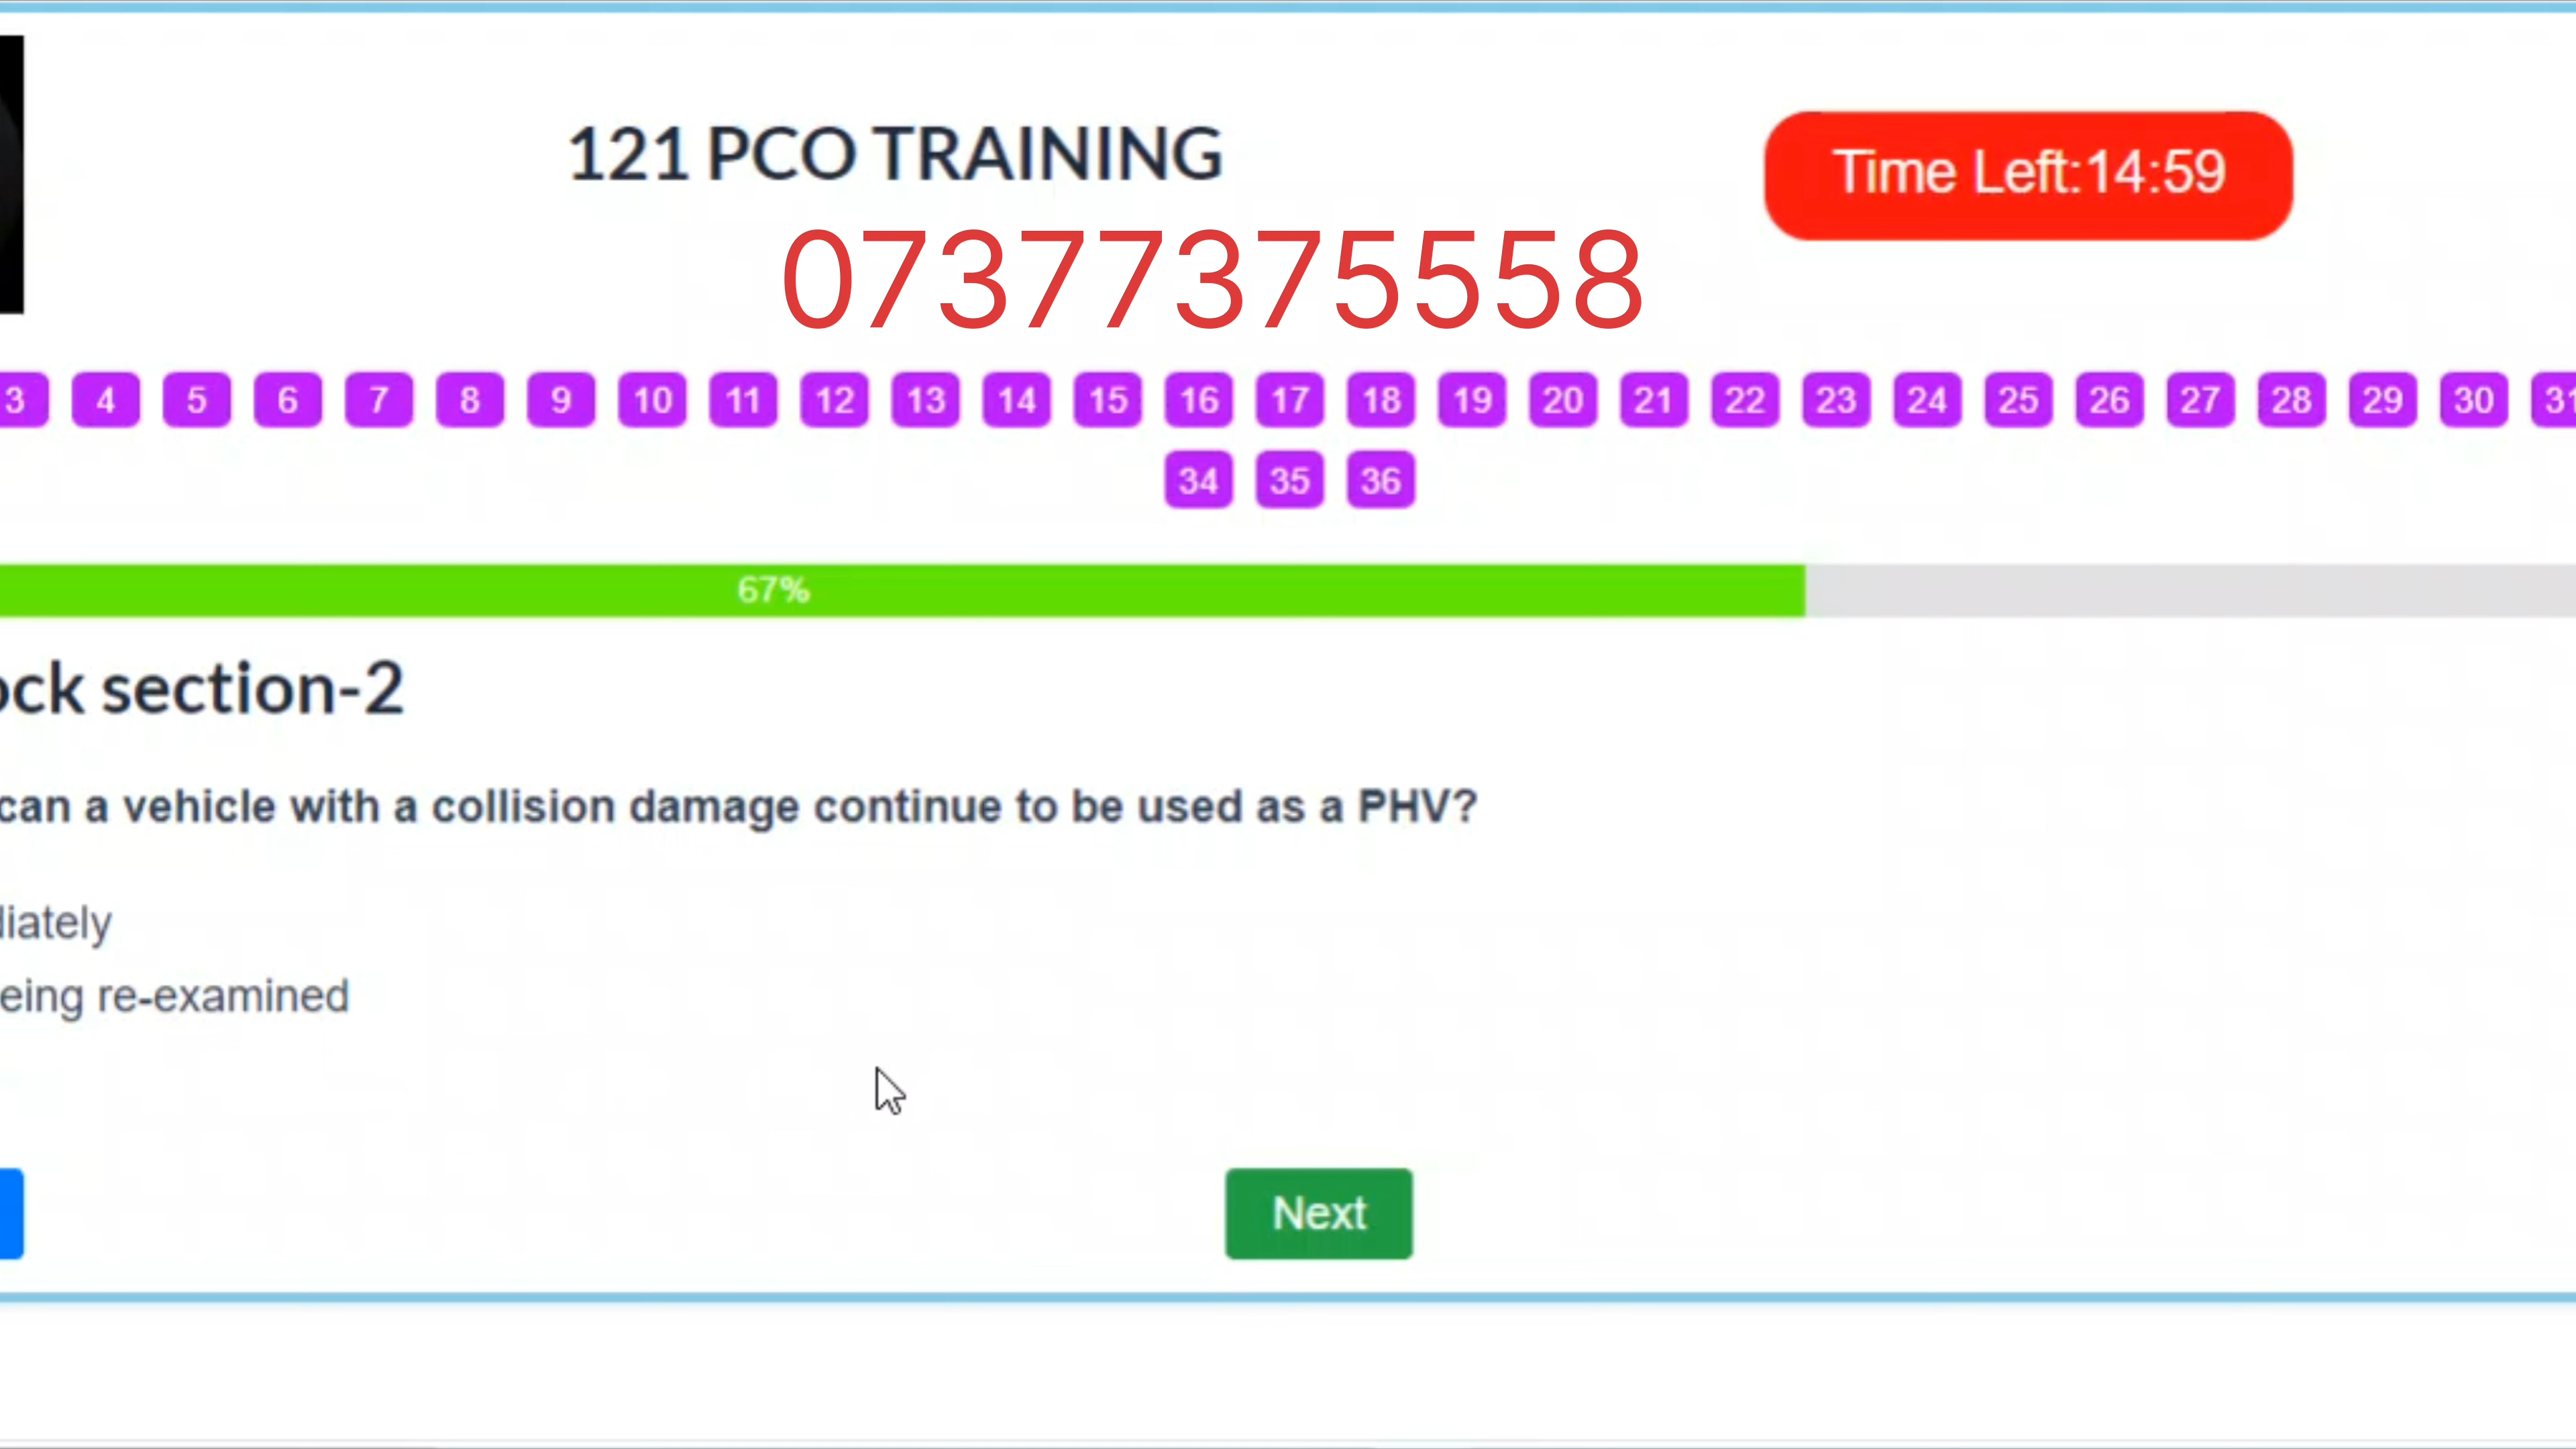 121 PCO TRAINING
Time Left:14:59
07377375558
3 4 5 6 7 8 9 10 11 12 13 14 15 16 17 18 19 20 21 22 23 24 25 26 27 28 29 30 31
34 35 36
67%
ock section-2
can a vehicle with a collision damage continue to be used as a PHV?
diately
eing re-examined
Next